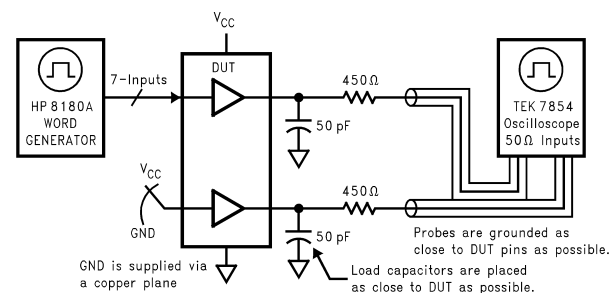 VCC
DUT
7-Inputs
HP 8180A
WORD
GENERATOR
450Ω
50 pF
TEK 7854
Oscilloscope
50Ω Inputs
VCC
GND
450Ω
50 pF
GND is supplied via
a copper plane
Probes are grounded as
close to DUT pins as possible.
Load capacitors are placed
as close to DUT as possible.